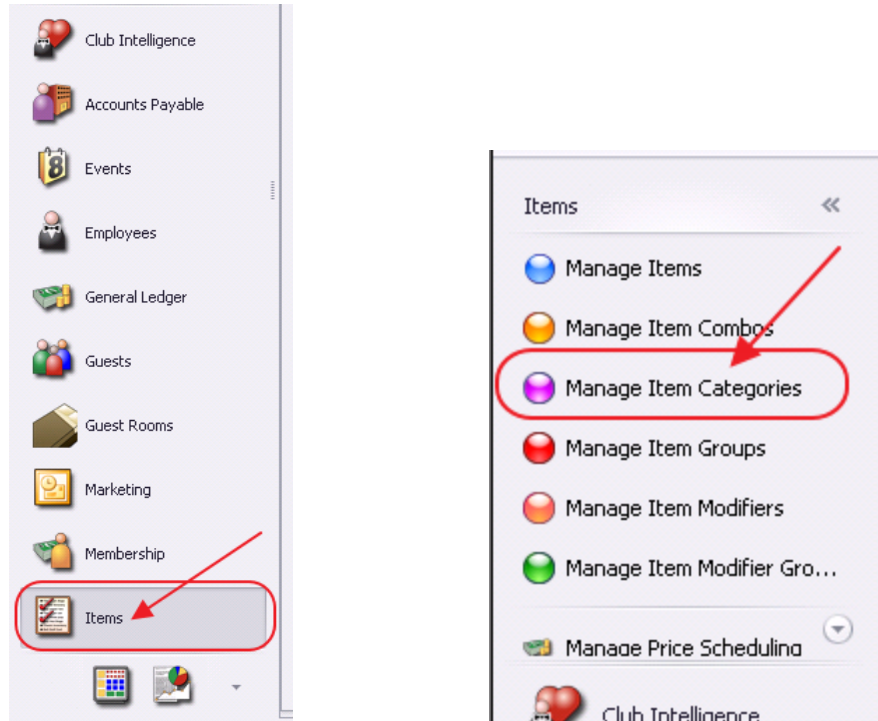 Club Intelligence
Accounts Payable
8
Events
Employees
General Ledger
Guests
Guest Rooms
Marketing
Membership
Items
Items
Manage Items
Manage Item Combos
Manage Item Categories
Manage Item Groups
Manage Item Modifiers
Manage Item Modifier Gro...
Manage Price Scheduling
Club Intelligence